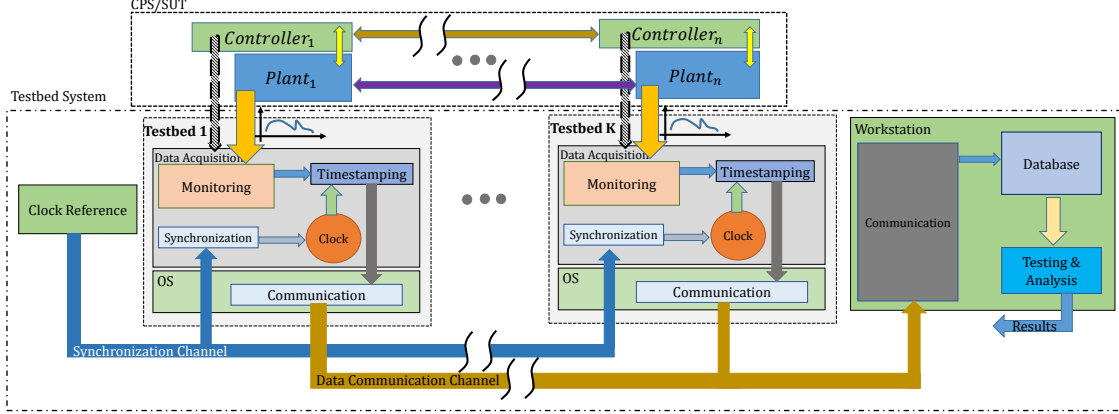 CPS/SUT
Controller₁
Controllerₙ
Plant₁
Plantₙ
Testbed System
Testbed 1
Testbed K
Workstation
Data Acquisition
Data Acquisition
Monitoring
Timestamping
Monitoring
Timestamping
Database
Clock Reference
Communication
Synchronization
Clock
Synchronization
Clock
OS
Communication
OS
Communication
Testing &
Analysis
Results
Synchronization Channel
Data Communication Channel